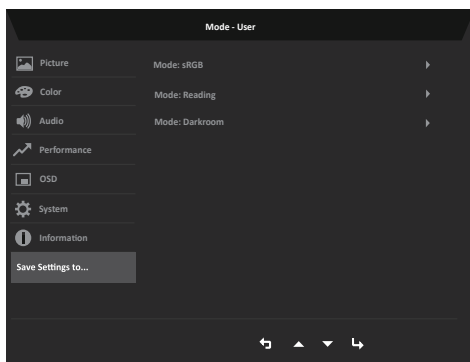 Mode - User
Picture
Color
Audio
Performance
OSD
System
Information
Save Settings to...
Mode: sRGB
Mode: Reading
Mode: Darkroom